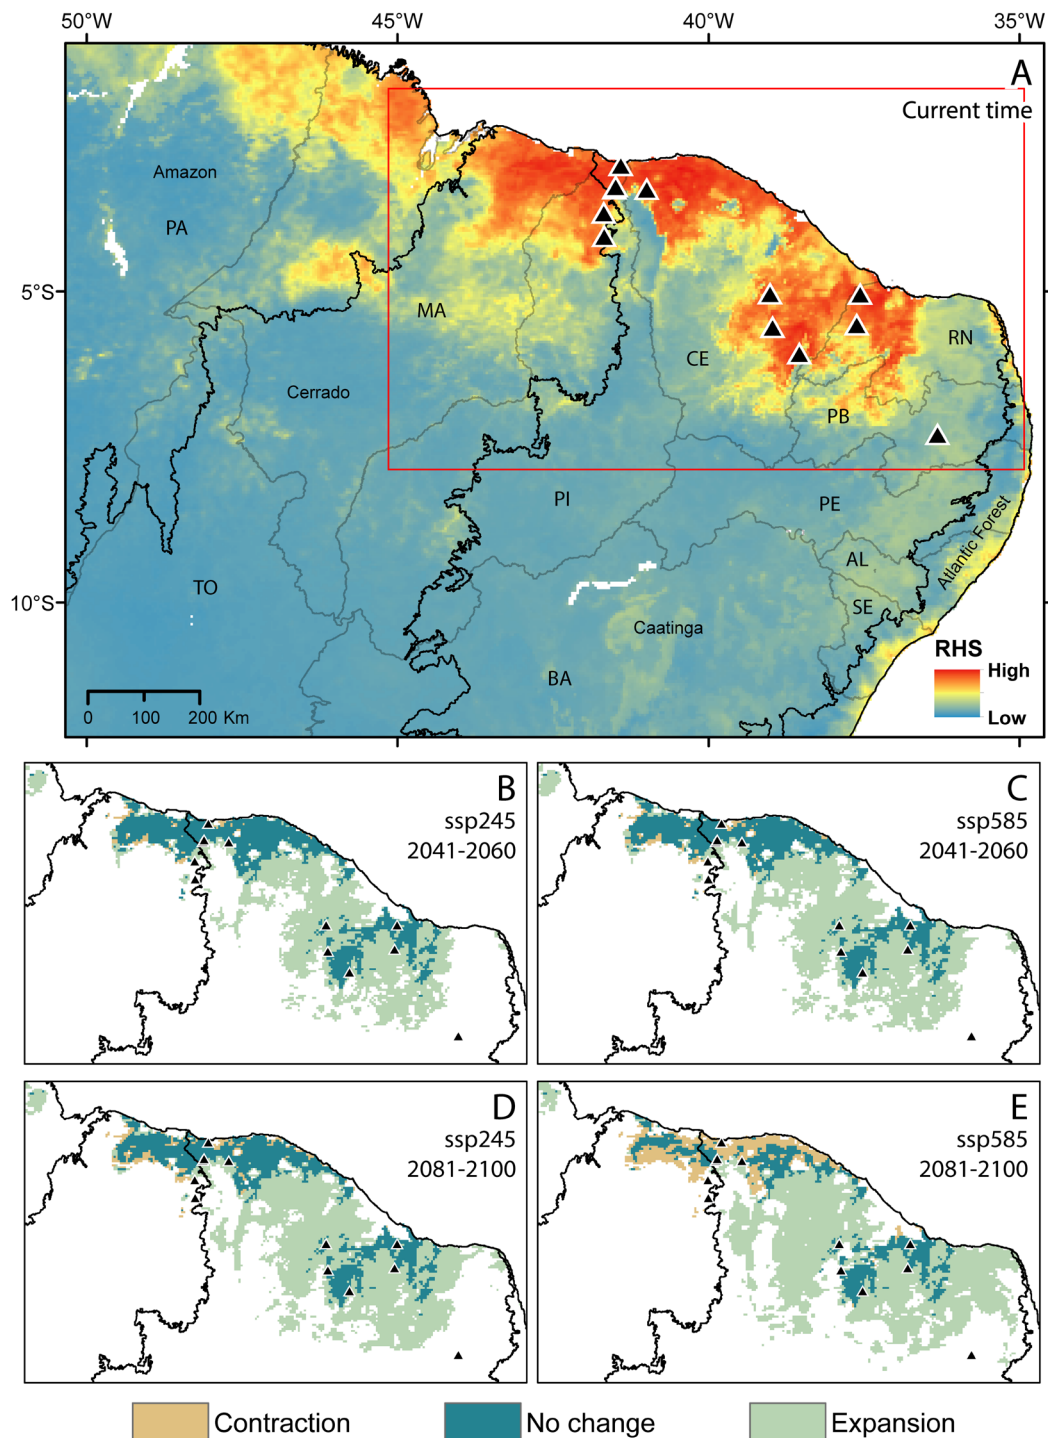 50°W 45°W 40°W 35°W
A
Current time
Amazon
PA
5°S
MA
RN
CE
Cerrado
PB
PI
PE
Atlantic Forest
AL
TO
SE
10°S
Caatinga
BA
RHS
High
Low
0 100 200 Km
B
ssp245
2041-2060
C
ssp585
2041-2060
D
ssp245
2081-2100
E
ssp585
2081-2100
Contraction
No change
Expansion